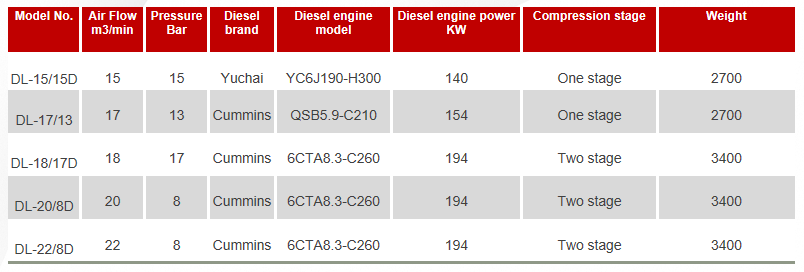 Model No. Air Flow m3/min Pressure Bar Diesel brand Diesel engine model Diesel engine power KW Compression stage Weight
DL-15/15D 15 15 Yuchai YC6J190-H300 140 One stage 2700
DL-17/13 17 13 Cummins QSB5.9-C210 154 One stage 2700
DL-18/17D 18 17 Cummins 6CTA8.3-C260 194 Two stage 3400
DL-20/8D 20 8 Cummins 6CTA8.3-C260 194 Two stage 3400
DL-22/8D 22 8 Cummins 6CTA8.3-C260 194 Two stage 3400